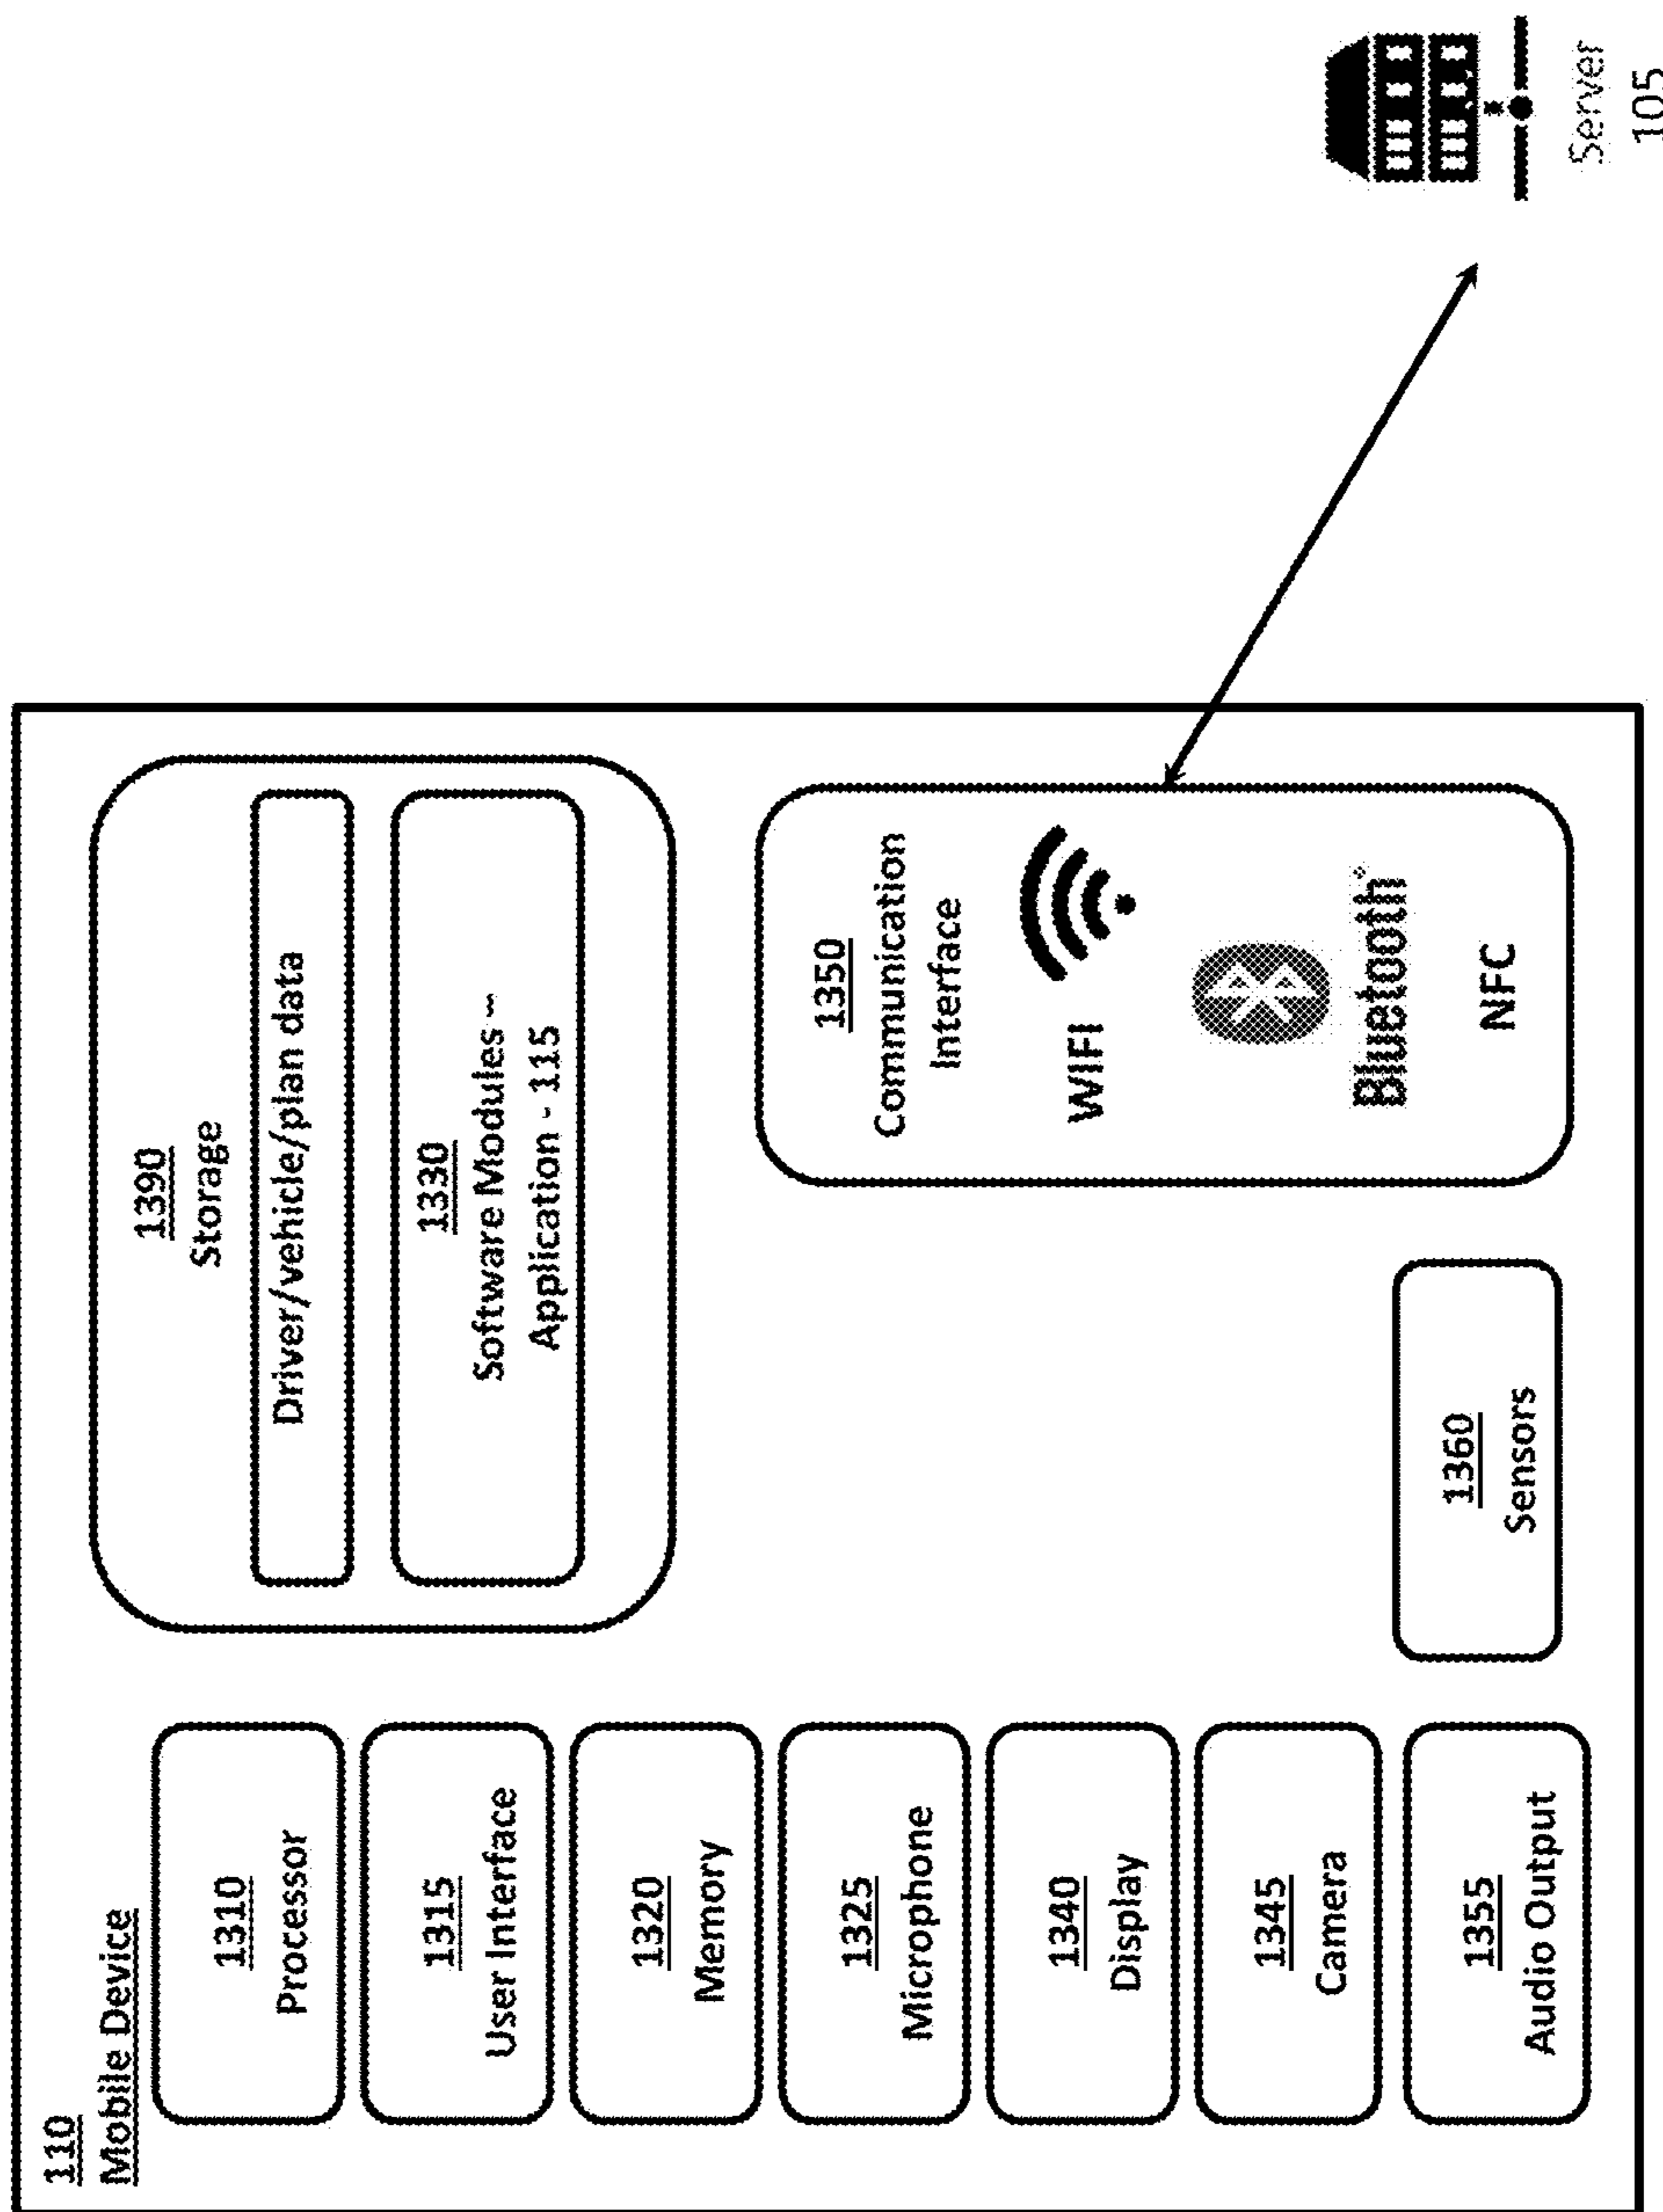 110
Mobile Device
1310
Processor
1315
User Interface
1320
Memory
1325
Microphone
1340
Display
1345
Camera
1355
Audio Output
1390
Storage
Driver/vehicle/plan data
1330
Software Modules –
Application - 115
1360
Sensors
1350
Communication
Interface
WIFI
Bluetooth
NFC
Server
105